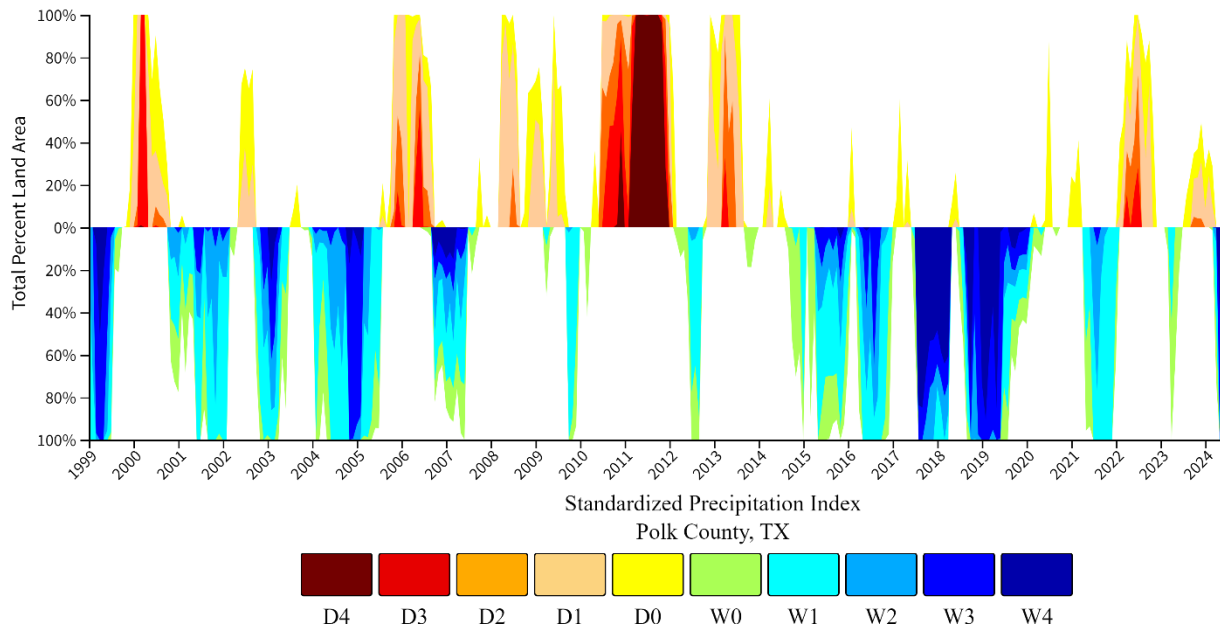 100%
80%
60%
40%
20%
0%
20%
40%
60%
80%
100%
Total Percent Land Area
1999 2000 2001 2002 2003 2004 2005 2006 2007 2008 2009 2010 2011 2012 2013 2014 2015 2016 2017 2018 2019 2020 2021 2022 2023 2024
Standardized Precipitation Index
Polk County, TX
D4 D3 D2 D1 D0 W0 W1 W2 W3 W4